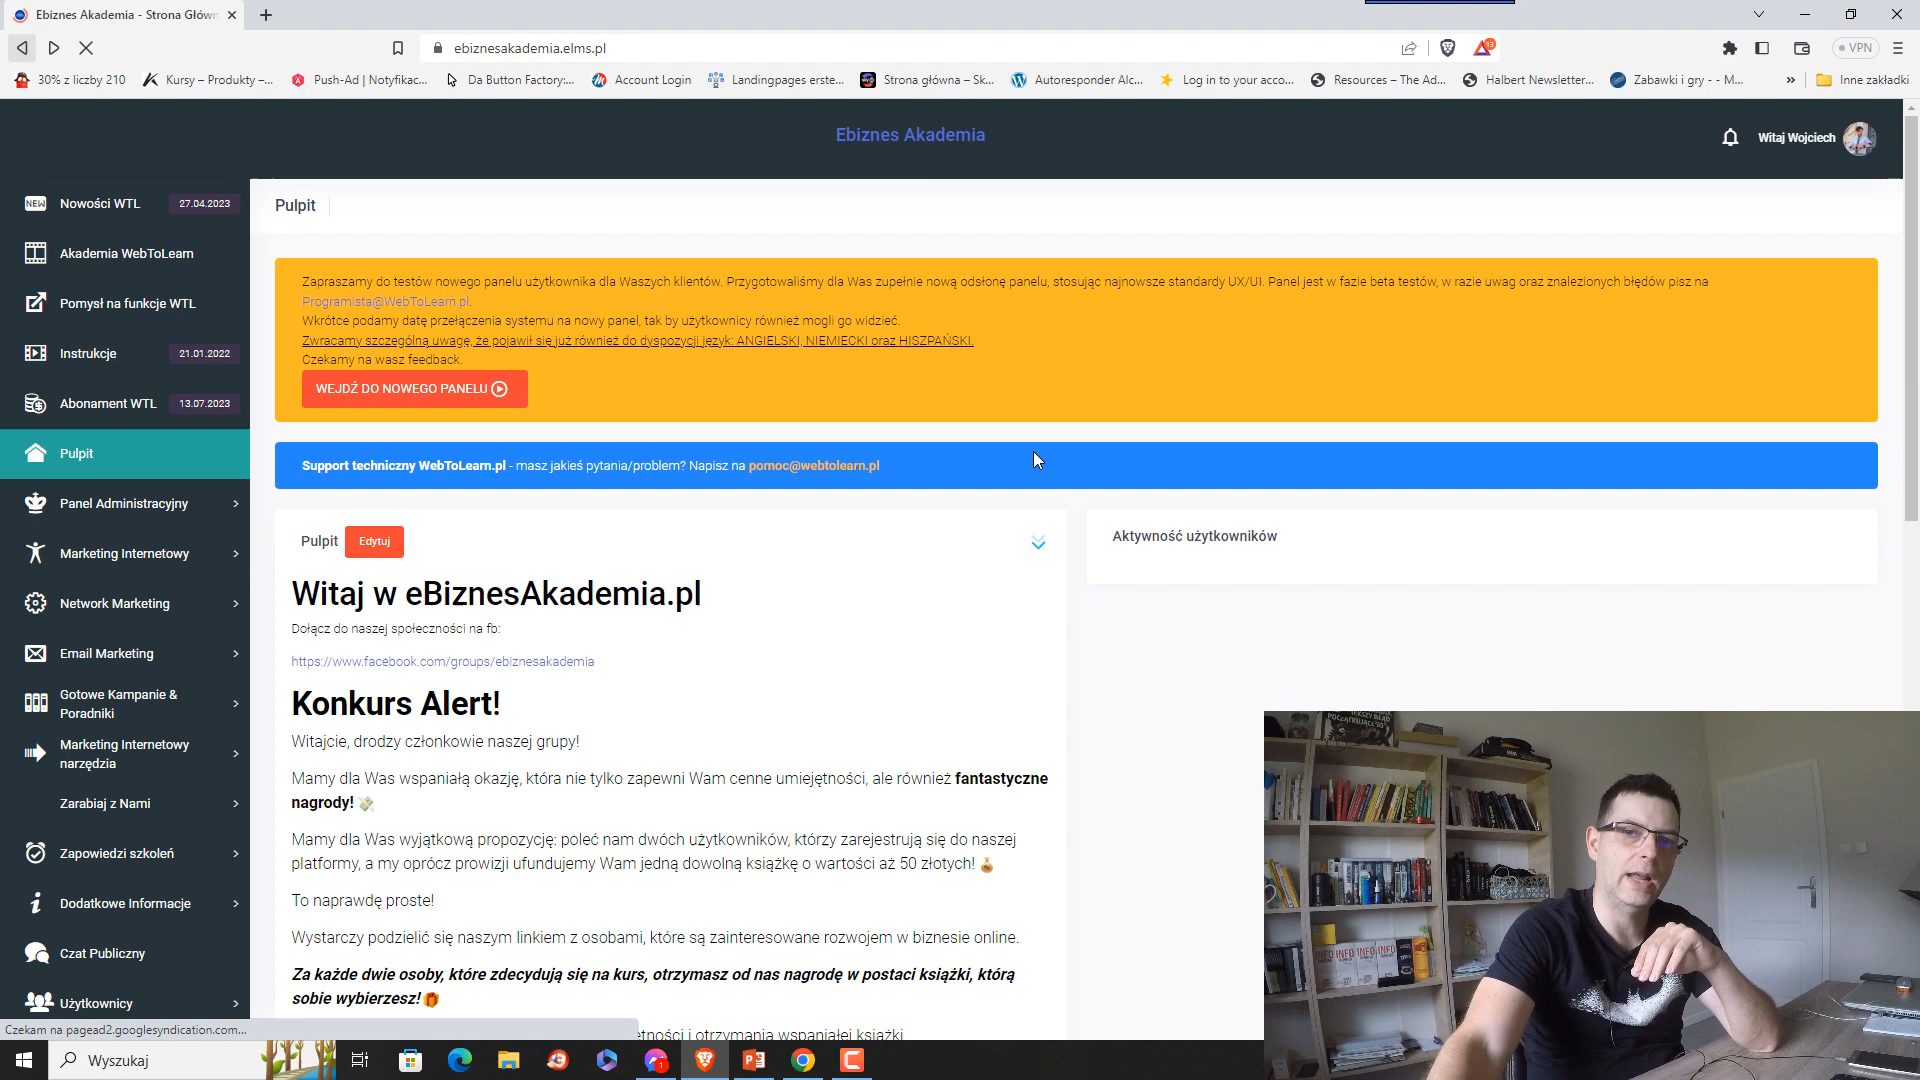 Ebiznes Akademia - Strona Główn
ebiznesakademia.elms.pl
13
VPN
30% z liczby 210
Kursy – Produkty –...
Push-Ad | Notyfikac...
Da Button Factory:...
Account Login
Landingpages erste...
Strona główna – Sk...
Autoresponder Alc...
Log in to your acco...
Resources – The Ad...
Halbert Newsletter...
Zabawki i gry - - M...
»
Inne zakładki
Ebiznes Akademia
Witaj Wojciech
NEW
Nowości WTL
27.04.2023
Akademia WebToLearn
Pomysł na funkcje WTL
Instrukcje
21.01.2022
Abonament WTL
13.07.2023
Pulpit
Panel Administracyjny
Marketing Internetowy
Network Marketing
Email Marketing
Gotowe Kampanie &
Poradniki
Marketing Internetowy
narzędzia
Zarabiaj z Nami
Zapowiedzi szkoleń
Dodatkowe Informacje
Czat Publiczny
Użytkownicy
Pulpit
Zapraszamy do testów nowego panelu użytkownika dla Waszych klientów. Przygotowaliśmy dla Was zupełnie nową odsłonę panelu, stosując najnowsze standardy UX/UI. Panel jest w fazie beta testów, w razie uwag oraz znalezionych błędów pisz na
Programista@WebToLearn.pl.
Wkrótce podamy datę przełączenia systemu na nowy panel, tak by użytkownicy również mogli go widzieć.
Zwracamy szczególną uwagę, że pojawił się już również do dyspozycji język: ANGIELSKI, NIEMIECKI oraz HISZPAŃSKI.
Czekamy na wasz feedback.
WEJDŹ DO NOWEGO PANELU
Support techniczny WebToLearn.pl - masz jakieś pytania/problem? Napisz na pomoc@webtolearn.pl
Pulpit
Edytuj
Aktywność użytkowników
Witaj w eBiznesAkademia.pl
Dołącz do naszej społeczności na fb:
https://www.facebook.com/groups/ebiznesakademia
Konkurs Alert!
Witajcie, drodzy członkowie naszej grupy!
Mamy dla Was wspaniałą okazję, która nie tylko zapewni Wam cenne umiejętności, ale również fantastyczne
nagrody! 💸
Mamy dla Was wyjątkową propozycję: poleć nam dwóch użytkowników, którzy zarejestrują się do naszej
platformy, a my oprócz prowizji ufundujemy Wam jedną dowolną książkę o wartości aż 50 złotych! 💰
To naprawdę proste!
Wystarczy podzielić się naszym linkiem z osobami, które są zainteresowane rozwojem w biznesie online.
Za każde dwie osoby, które zdecydują się na kurs, otrzymasz od nas nagrodę w postaci książki, którą
sobie wybierzesz! 🎁
etności i otrzymania wspaniałej książki
Czekam na pagead2.googlesyndication.com...
Wyszukaj
1
INFO INFO INFO INFO